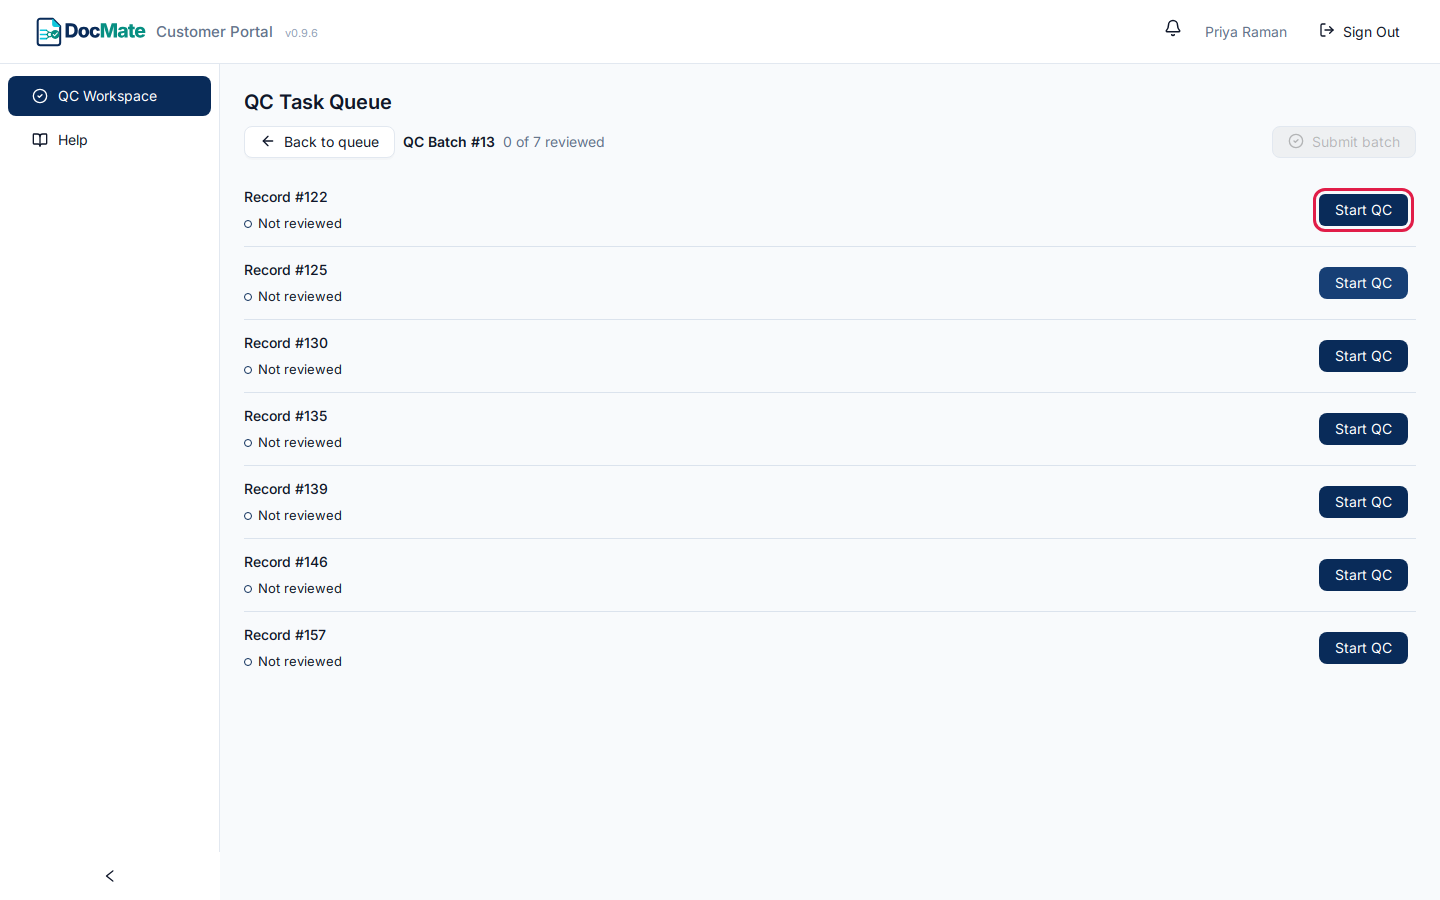 DocMate Customer Portal v0.9.6
Priya Raman
Sign Out
QC Workspace
Help
QC Task Queue
Back to queue
QC Batch #13 0 of 7 reviewed
Submit batch
Record #122
Not reviewed
Start QC
Record #125
Not reviewed
Start QC
Record #130
Not reviewed
Start QC
Record #135
Not reviewed
Start QC
Record #139
Not reviewed
Start QC
Record #146
Not reviewed
Start QC
Record #157
Not reviewed
Start QC